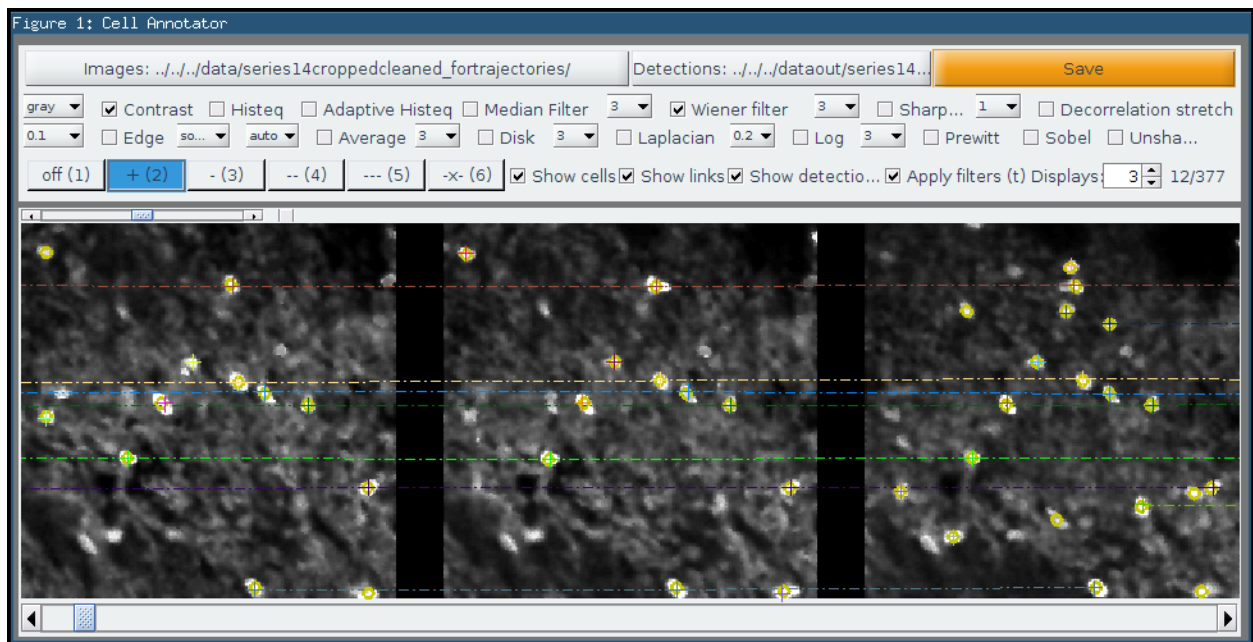 Figure 1: Cell Annotator
Images: ../../../data/series14croppedcleaned_fortrajectories/ Detections: ../../../dataout/series14... Save
gray Contrast Histeq Adaptive Histeq Median Filter 3 Wiener filter 3 Sharp... 1 Decorrelation stretch
0.1 Edge so... auto Average 3 Disk 3 Laplacian 0.2 Log 3 Prewitt Sobel Unsha...
off (1) + (2) - (3) -- (4) --- (5) -x- (6) Show cells Show links Show detectio... Apply filters (t) Displays: 3 12/377